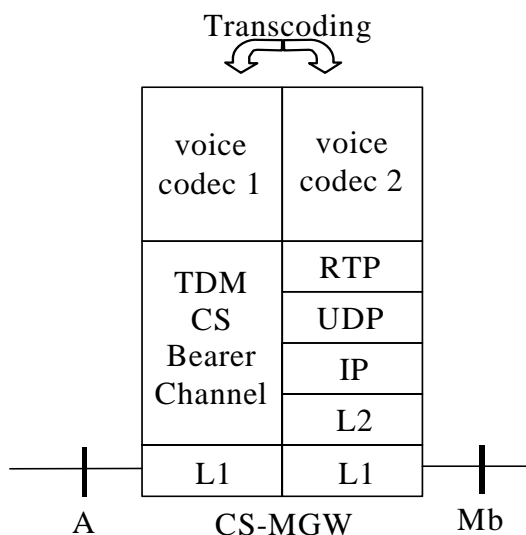 Transcoding
voice
codec 1
voice
codec 2
TDM
CS
Bearer
Channel
RTP
UDP
IP
L2
L1
L1
A
CS-MGW
Mb